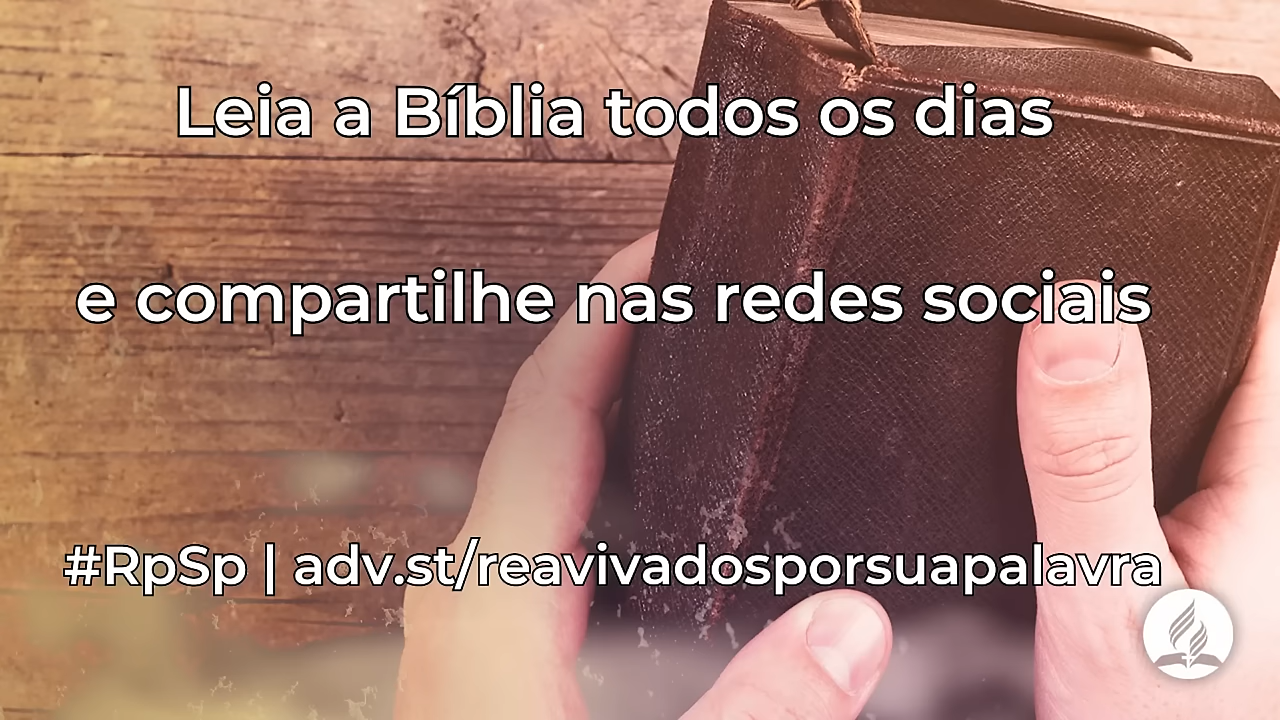 Leia a Bíblia todos os dias
e compartilhe nas redes sociais
#RpSp | adv.st/reavivadosporsuapalavra